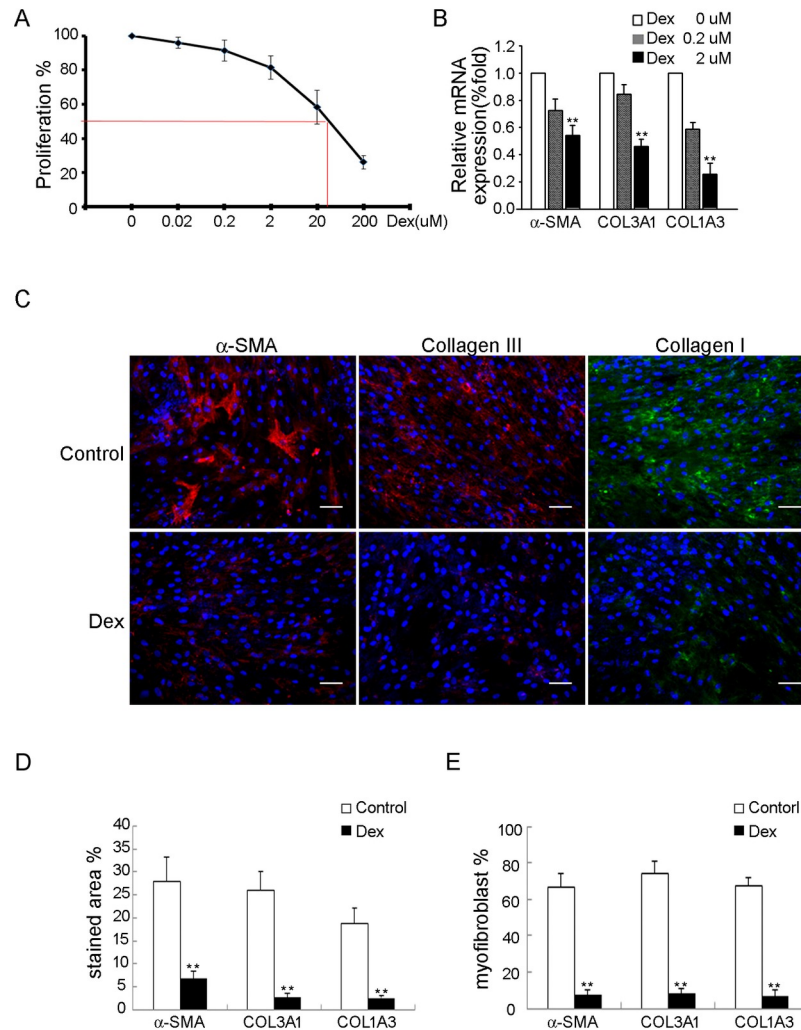 A
Proliferation %
100
80
60
40
20
0
0 0.02 0.2 2 20 200 Dex(uM)
B
Dex 0 uM
Dex 0.2 uM
Dex 2 uM
Relative mRNA
expression(%fold)
1.2
1.0
0.8
0.6
0.4
0.2
0.0
**
**
**
α-SMA COL3A1 COL1A3
C
α-SMA Collagen III Collagen I
Control
Dex
D
Control
Dex
stained area %
40
35
30
25
20
15
10
5
0
**
**
**
α-SMA COL3A1 COL1A3
E
Contorl
Dex
myofibroblast %
100
80
60
40
20
0
**
**
**
α-SMA COL3A1 COL1A3